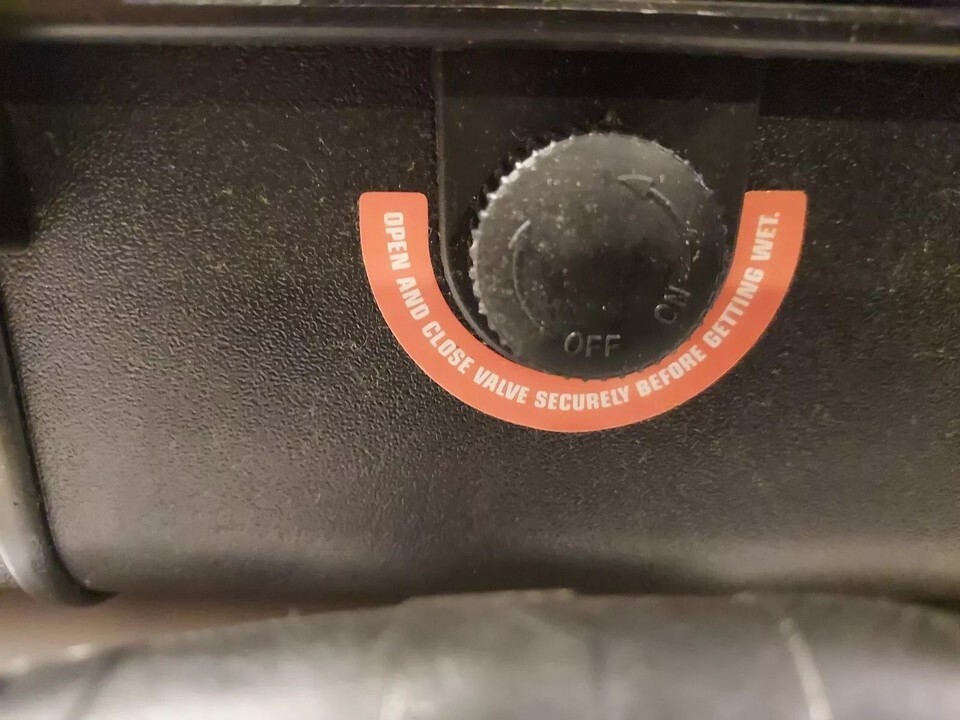 OPEN AND CLOSE VALVE SECURELY BEFORE GETTING WET.
OFF
ON